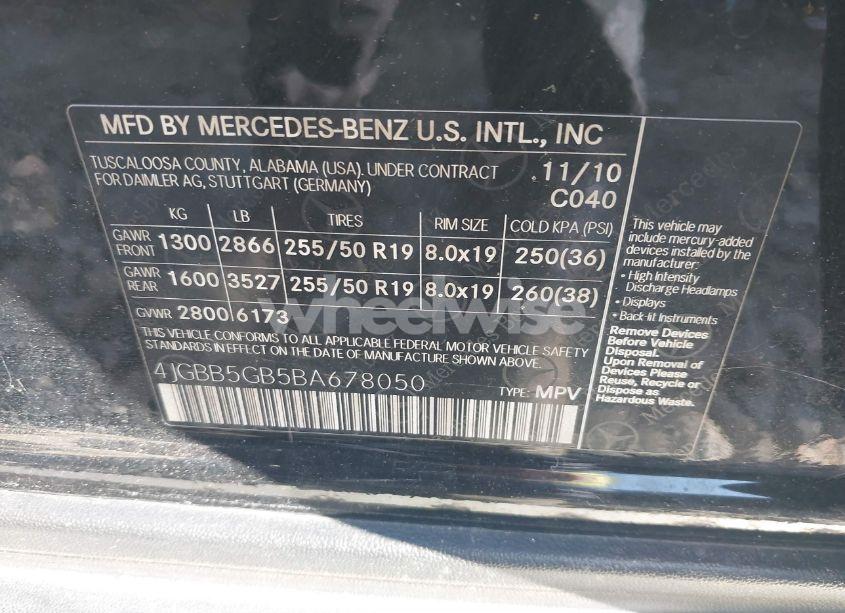 MFD BY MERCEDES-BENZ U.S. INTL., INC
TUSCALOOSA COUNTY, ALABAMA (USA). UNDER CONTRACT
FOR DAIMLER AG, STUTTGART (GERMANY)
11/10
C040
KG LB TIRES RIM SIZE COLD KPA (PSI)
GAWR FRONT 1300 2866 255/50 R19 8.0x19 250(36)
GAWR REAR 1600 3527 255/50 R19 8.0x19 260(38)
GVWR 2800 6173
THIS VEHICLE CONFORMS TO ALL APPLICABLE FEDERAL MOTOR VEHICLE SAFETY
STANDARDS IN EFFECT ON THE DATE OF MANUFACTURE SHOWN ABOVE.
4JGBB5GB5BA678050
TYPE: MPV
This vehicle may
include mercury-added
devices installed by the
manufacturer:
• High Intensity
Discharge Headlamps
• Displays
• Back-lit Instruments
Remove Devices
Before Vehicle
Disposal.
Upon Removal of
Devices Please
Reuse, Recycle or
Dispose as
Hazardous Waste.
wheelwise